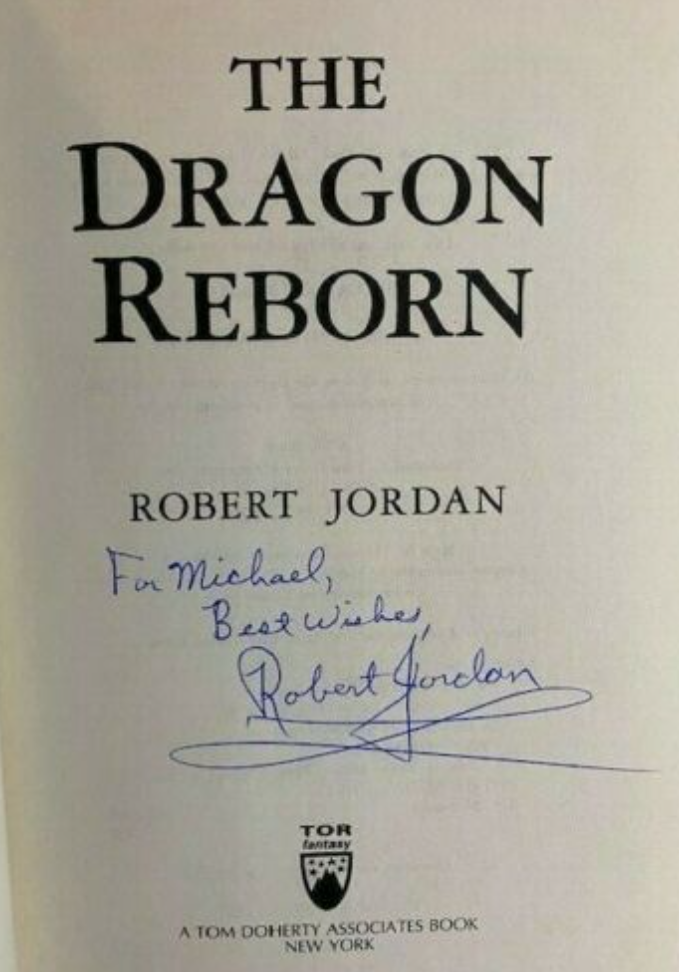 THE
DRAGON
REBORN
ROBERT JORDAN
For Michael,
Best Wishes,
Robert Jordan
TOR
fantasy
A TOM DOHERTY ASSOCIATES BOOK
NEW YORK